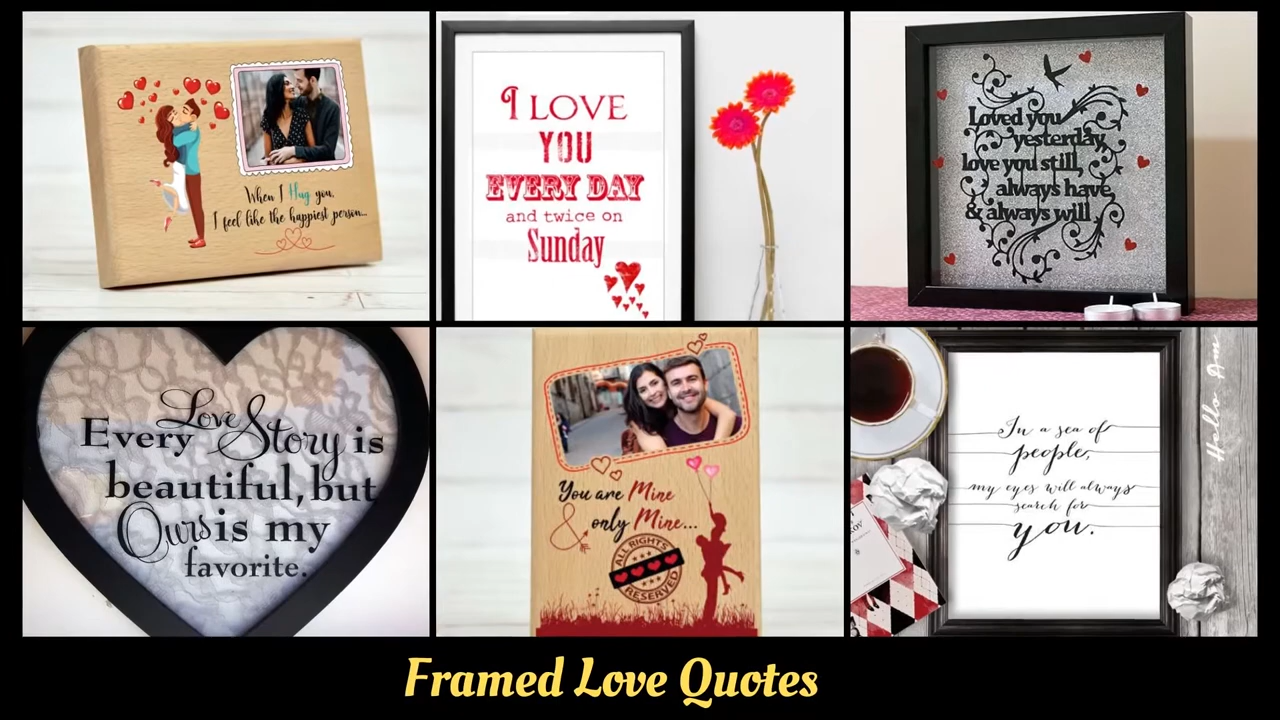 When I Hug you,
I feel like the happiest person...
I LOVE
YOU
EVERY DAY
and twice on
Sunday
Loved you
yesterday,
love you still,
always have
& always will.
Love Story is
Every
beautiful, but
Ours is my
favorite.
You are Mine
& only Mine...
ALL RIGHTS
RESERVED
In a sea of
people,
my eyes will always
search for
you.
Framed Love Quotes